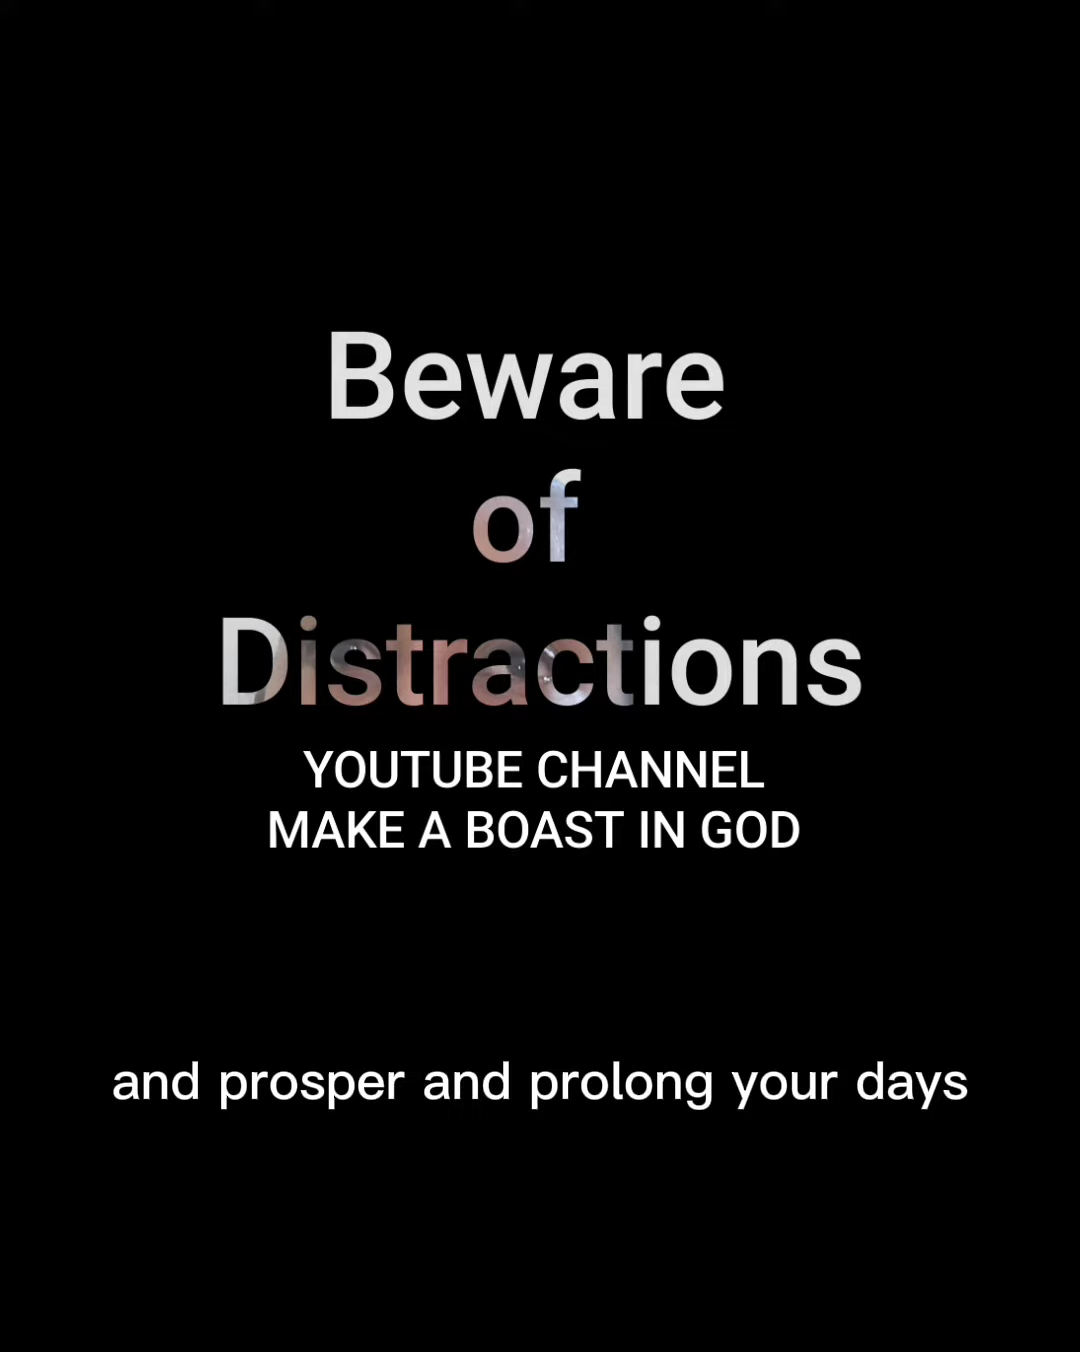 Beware
of
Distractions
YOUTUBE CHANNEL
MAKE A BOAST IN GOD
and prosper and prolong your days